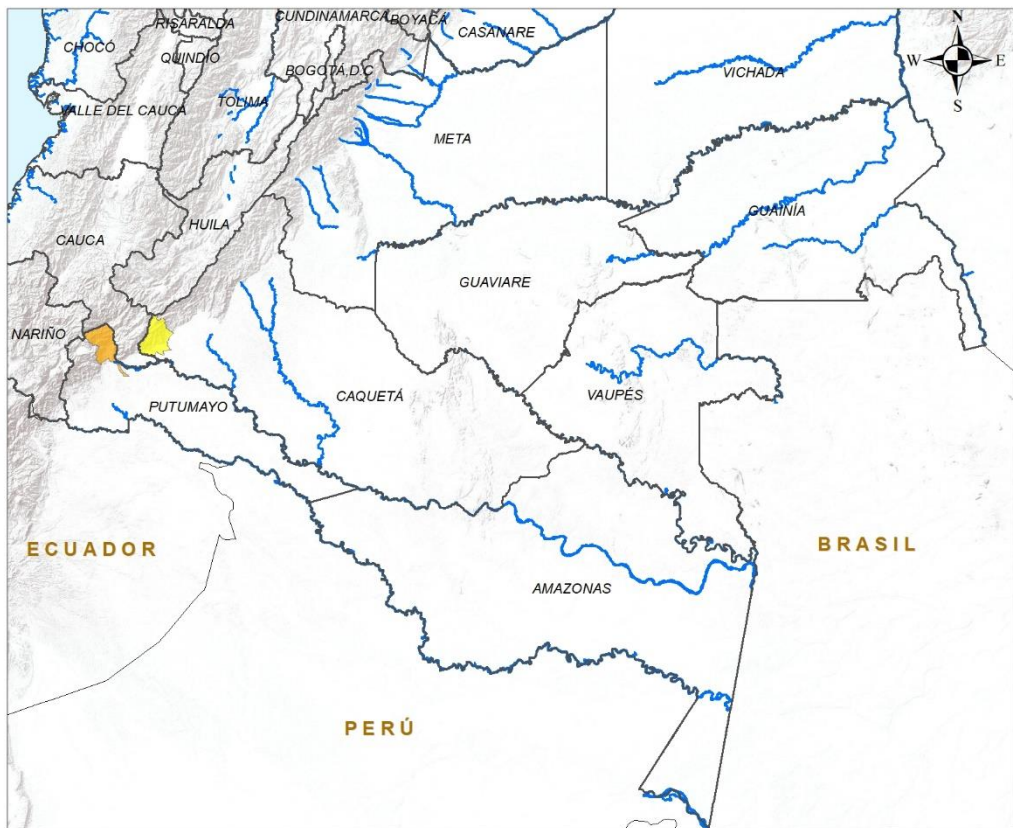 RISARALDA
CUNDINAMARCA
BOYACÁ
CASANARE
N
CHOCÓ
QUINDÍO
BOGOTÁ,D.C
VICHADA
W
E
S
VALLE DEL CAUCA
TOLIMA
META
HUILA
GUAINÍA
CAUCA
GUAVIARE
NARIÑO
PUTUMAYO
CAQUETÁ
VAUPÉS
ECUADOR
BRASIL
AMAZONAS
PERÚ